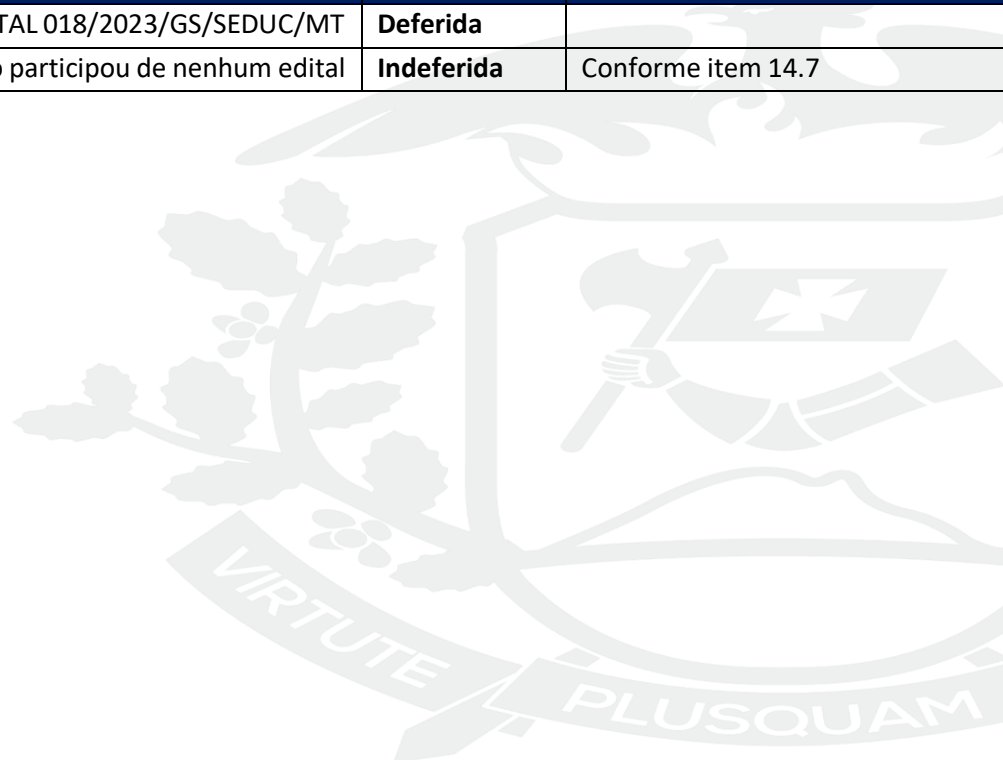 TAL 018/2023/GS/SEDUC/MT Deferida
o participou de nenhum edital Indeferida Conforme item 14.7
VIRTUTE PLUSQUAM